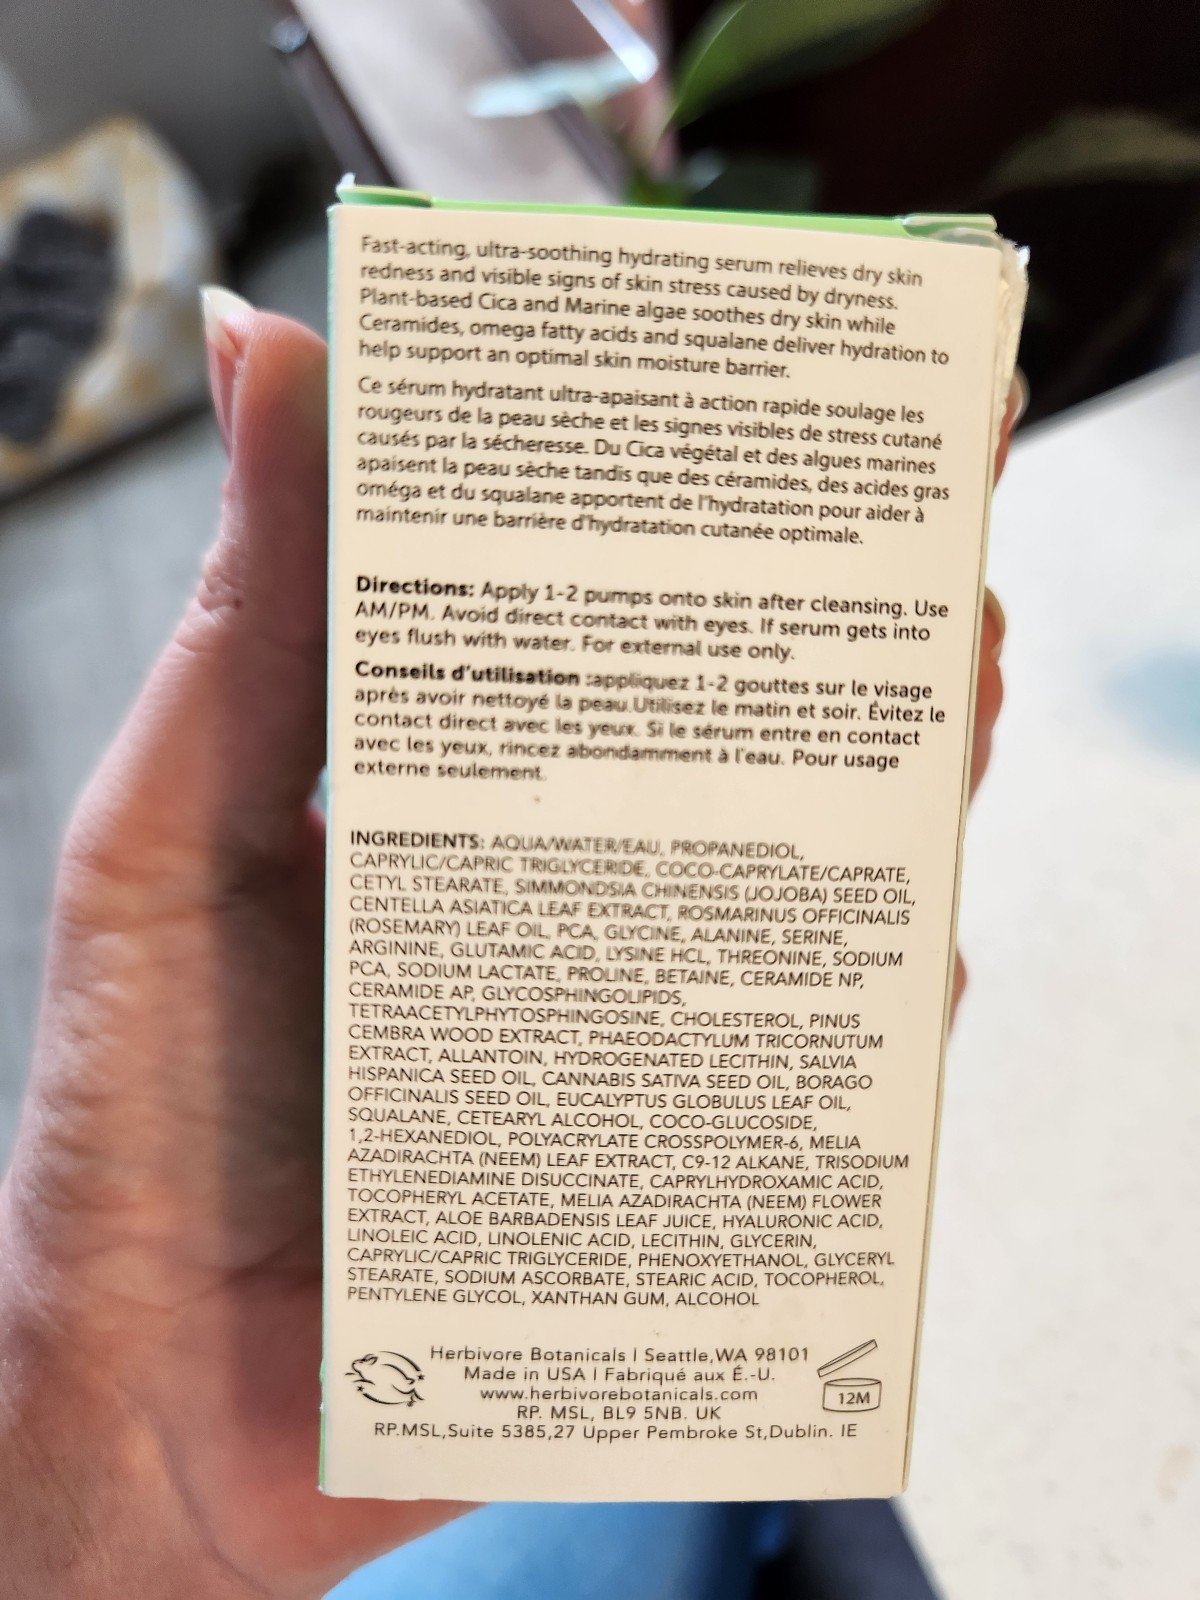 Fast-acting, ultra-soothing hydrating serum relieves dry skin
redness and visible signs of skin stress caused by dryness.
Plant-based Cica and Marine algae soothes dry skin while
Ceramides, omega fatty acids and squalane deliver hydration to
help support an optimal skin moisture barrier.
Ce sérum hydratant ultra-apaisant à action rapide soulage les
rougeurs de la peau sèche et les signes visibles de stress cutané
causés par la sécheresse. Du Cica végétal et des algues marines
apaisent la peau sèche tandis que des céramides, des acides gras
oméga et du squalane apportent de l'hydratation pour aider à
maintenir une barrière d'hydratation cutanée optimale.
Directions: Apply 1-2 pumps onto skin after cleansing. Use
AM/PM. Avoid direct contact with eyes. If serum gets into
eyes flush with water. For external use only.
Conseils d'utilisation :appliquez 1-2 gouttes sur le visage
après avoir nettoyé la peau.Utilisez le matin et soir. Évitez le
contact direct avec les yeux. Si le sérum entre en contact
avec les yeux, rincez abondamment à l'eau. Pour usage
externe seulement.
INGREDIENTS: AQUA/WATER/EAU, PROPANEDIOL,
CAPRYLIC/CAPRIC TRIGLYCERIDE, COCO-CAPRYLATE/CAPRATE,
CETYL STEARATE, SIMMONDSIA CHINENSIS (JOJOBA) SEED OIL,
CENTELLA ASIATICA LEAF EXTRACT, ROSMARINUS OFFICINALIS
(ROSEMARY) LEAF OIL, PCA, GLYCINE, ALANINE, SERINE,
ARGININE, GLUTAMIC ACID, LYSINE HCL, THREONINE, SODIUM
PCA, SODIUM LACTATE, PROLINE, BETAINE, CERAMIDE NP,
CERAMIDE AP, GLYCOSPHINGOLIPIDS,
TETRAACETYLPHYTOSPHINGOSINE, CHOLESTEROL, PINUS
CEMBRA WOOD EXTRACT, PHAEODACTYLUM TRICORNUTUM
EXTRACT, ALLANTOIN, HYDROGENATED LECITHIN, SALVIA
HISPANICA SEED OIL, CANNABIS SATIVA SEED OIL, BORAGO
OFFICINALIS SEED OIL, EUCALYPTUS GLOBULUS LEAF OIL,
SQUALANE, CETEARYL ALCOHOL, COCO-GLUCOSIDE,
1,2-HEXANEDIOL, POLYACRYLATE CROSSPOLYMER-6, MELIA
AZADIRACHTA (NEEM) LEAF EXTRACT, C9-12 ALKANE, TRISODIUM
ETHYLENEDIAMINE DISUCCINATE, CAPRYLHYDROXAMIC ACID,
TOCOPHERYL ACETATE, MELIA AZADIRACHTA (NEEM) FLOWER
EXTRACT, ALOE BARBADENSIS LEAF JUICE, HYALURONIC ACID,
LINOLEIC ACID, LINOLENIC ACID, LECITHIN, GLYCERIN,
CAPRYLIC/CAPRIC TRIGLYCERIDE, PHENOXYETHANOL, GLYCERYL
STEARATE, SODIUM ASCORBATE, STEARIC ACID, TOCOPHEROL,
PENTYLENE GLYCOL, XANTHAN GUM, ALCOHOL
Herbivore Botanicals | Seattle,WA 98101
Made in USA | Fabriqué aux É.-U.
www.herbivorebotanicals.com
RP. MSL, BL9 5NB. UK
RP.MSL,Suite 5385,27 Upper Pembroke St,Dublin. IE
12M